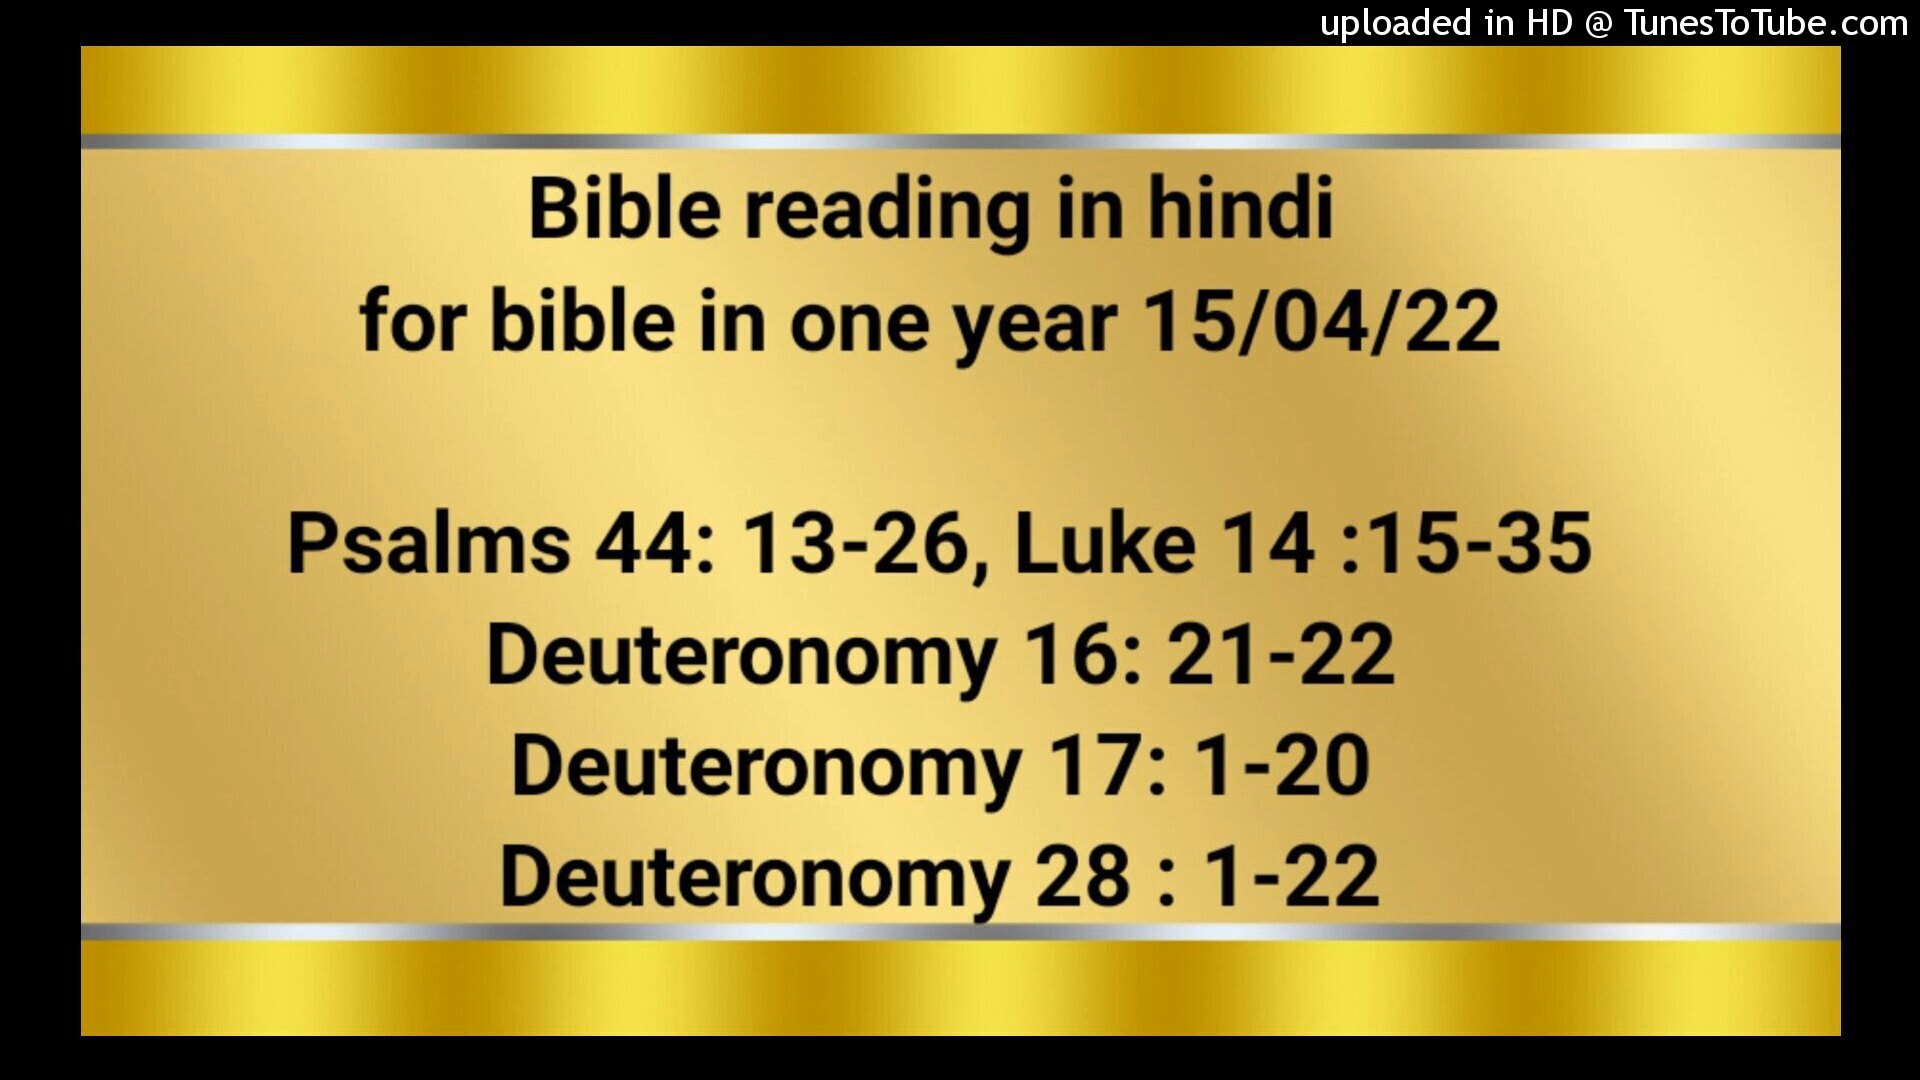 uploaded in HD @ TunesToTube.com
Bible reading in hindi
for bible in one year 15/04/22
Psalms 44: 13-26, Luke 14 :15-35
Deuteronomy 16: 21-22
Deuteronomy 17: 1-20
Deuteronomy 28 : 1-22